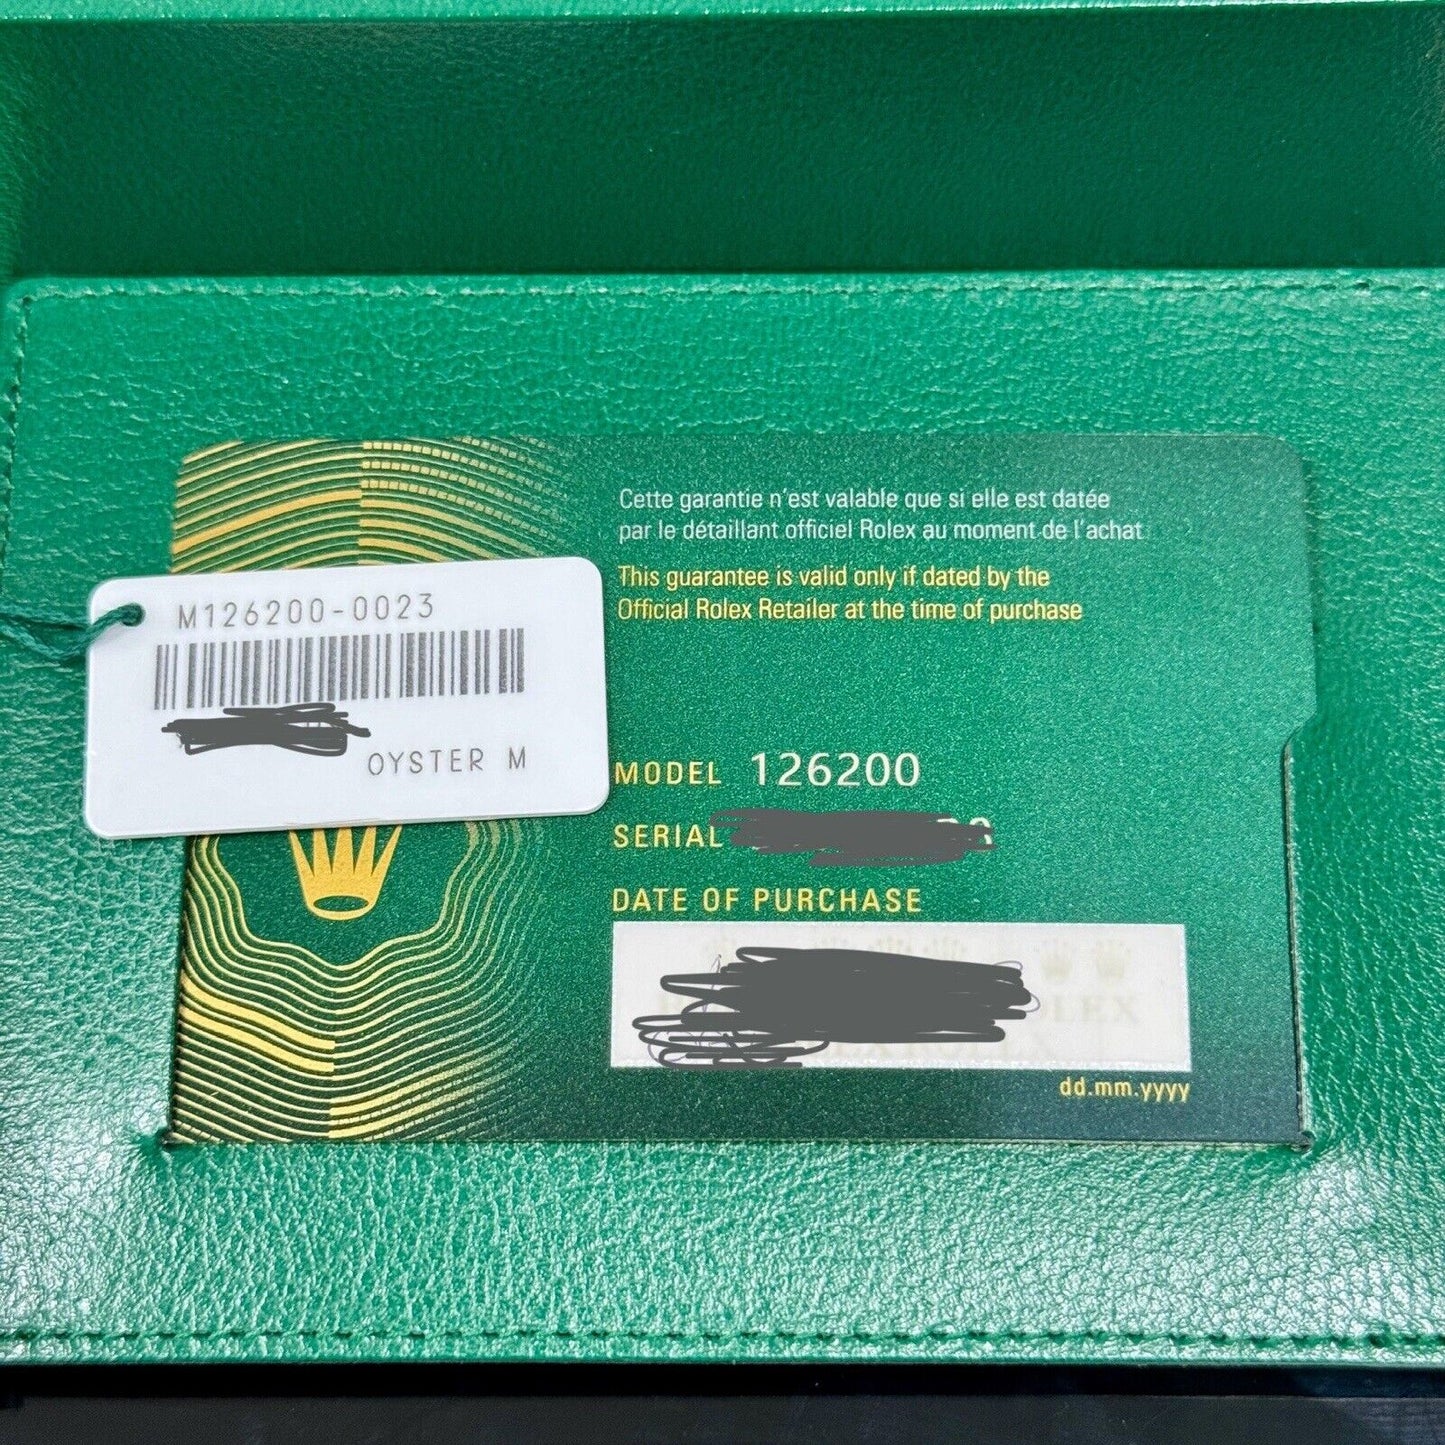 Cette garantie n'est valable que si elle est datée
par le détaillant officiel Rolex au moment de l'achat
This guarantee is valid only if dated by the
Official Rolex Retailer at the time of purchase
M126200-0023
OYSTER M
MODEL 126200
SERIAL
DATE OF PURCHASE
dd.mm.yyyy